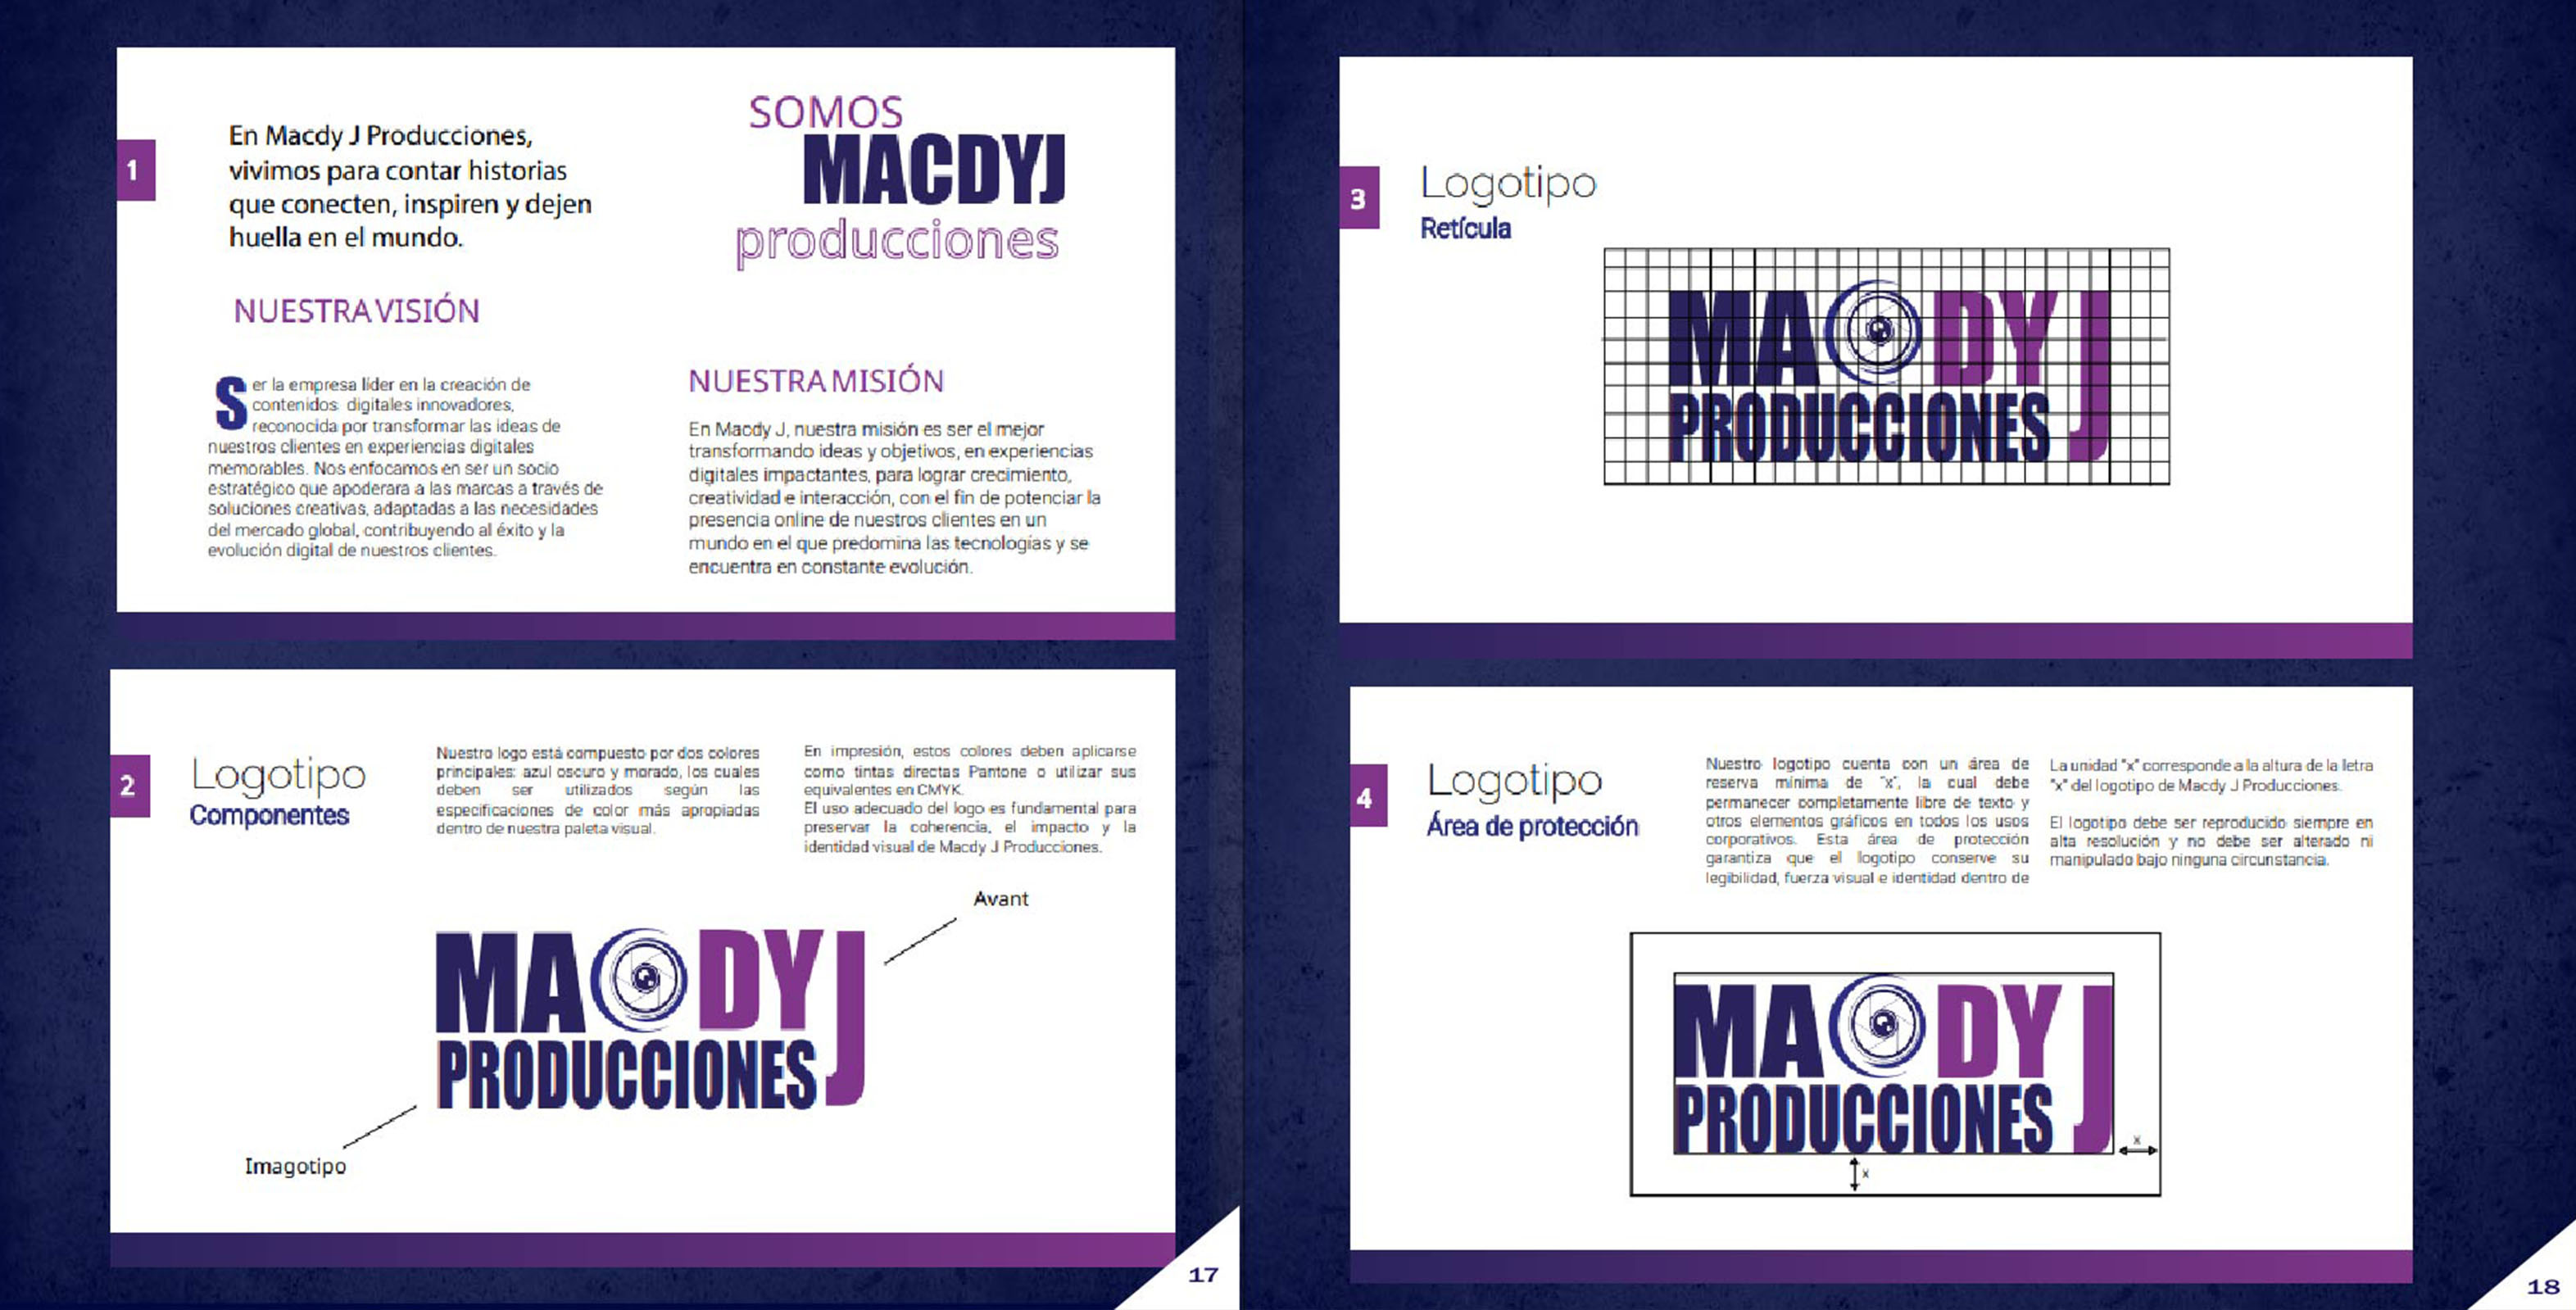 1
En Macdy J Producciones,
vivimos para contar historias
que conecten, inspiren y dejen
huella en el mundo.
SOMOS
MACDYJ
producciones
NUESTRA VISIÓN
Ser la empresa líder en la creación de
contenidos digitales innovadores,
reconocida por transformar las ideas de
nuestros clientes en experiencias digitales
memorables. Nos enfocamos en ser un socio
estratégico que apoderara a las marcas a través de
soluciones creativas, adaptadas a las necesidades
del mercado global, contribuyendo al éxito y la
evolución digital de nuestros clientes.
NUESTRA MISIÓN
En Macdy J, nuestra misión es ser el mejor
transformando ideas y objetivos, en experiencias
digitales impactantes, para lograr crecimiento,
creatividad e interacción, con el fin de potenciar la
presencia online de nuestros clientes en un
mundo en el que predomina las tecnologías y se
encuentra en constante evolución.
2
Logotipo
Componentes
Nuestro logo está compuesto por dos colores
principales: azul oscuro y morado, los cuales
deben ser utilizados según las
especificaciones de color más apropiadas
dentro de nuestra paleta visual.
En impresión, estos colores deben aplicarse
como tintas directas Pantone o utilizar sus
equivalentes en CMYK.
El uso adecuado del logo es fundamental para
preservar la coherencia, el impacto y la
identidad visual de Macdy J Producciones.
Avant
MACDYJ
PRODUCCIONES
Imagotipo
17
3
Logotipo
Retícula
MACDYJ
PRODUCCIONES
4
Logotipo
Área de protección
Nuestro logotipo cuenta con un área de
reserva mínima de "x", la cual debe
permanecer completamente libre de texto y
otros elementos gráficos en todos los usos
corporativos. Esta área de protección
garantiza que el logotipo conserve su
legibilidad, fuerza visual e identidad dentro de
La unidad "x" corresponde a la altura de la letra
"x" del logotipo de Macdy J Producciones.
El logotipo debe ser reproducido siempre en
alta resolución y no debe ser alterado ni
manipulado bajo ninguna circunstancia.
MACDYJ
PRODUCCIONES
x
x
18